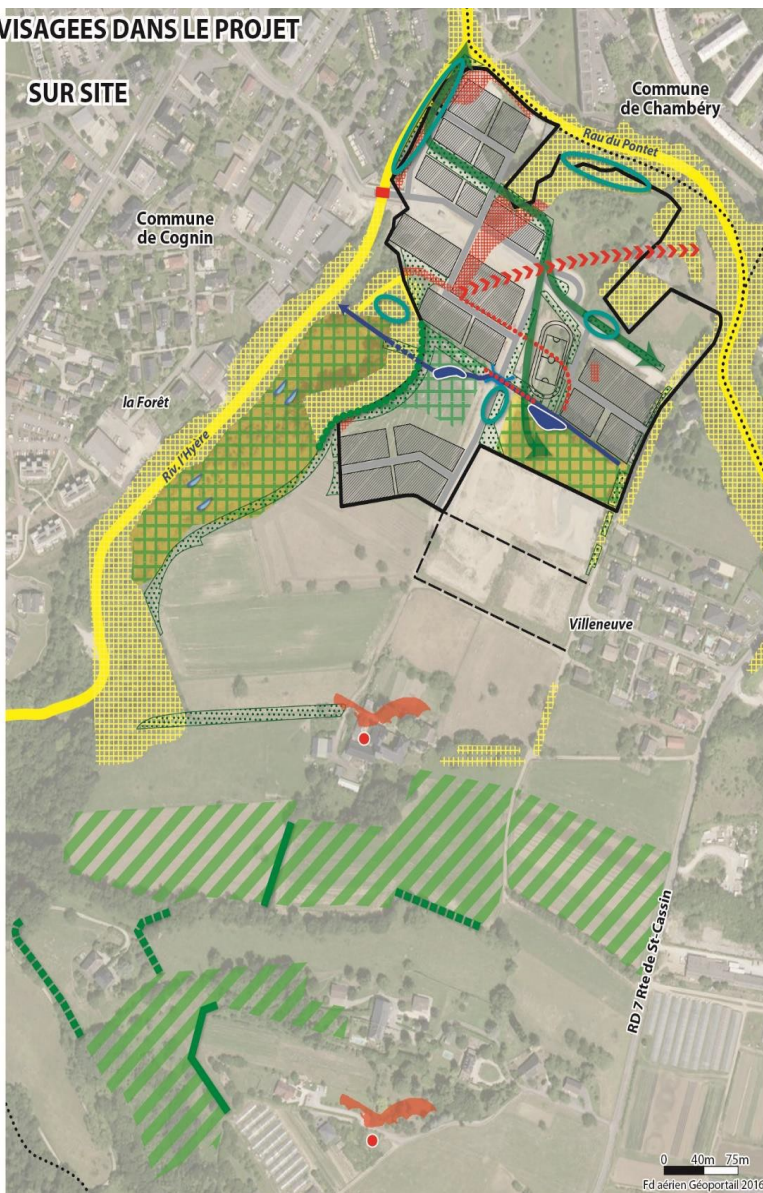 VISAGEES DANS LE PROJET
SUR SITE
Commune
de Chambéry
Rau du Pontet
Commune
de Cognin
la Forêt
Riv. l'Hyère
Villeneuve
RD 7 Rte de St-Cassin
0 40m 75m
Fd aérien Géoportail 2016